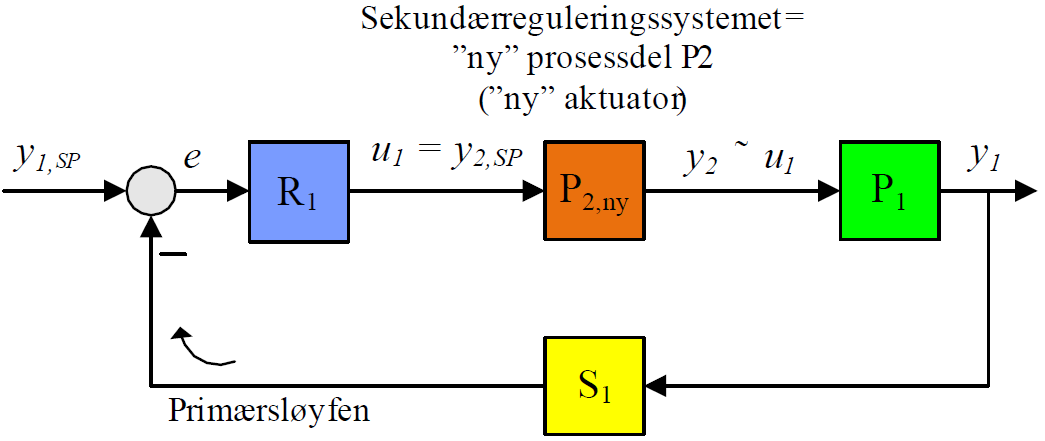 Sekundærreguleringssystemet=
”ny” prosessdel P2
(”ny” aktuator)
y1,SP
e
R1
u1 = y2,SP
P2,ny
y2 ~ u1
P1
y1
−
S1
Primærsløyfen